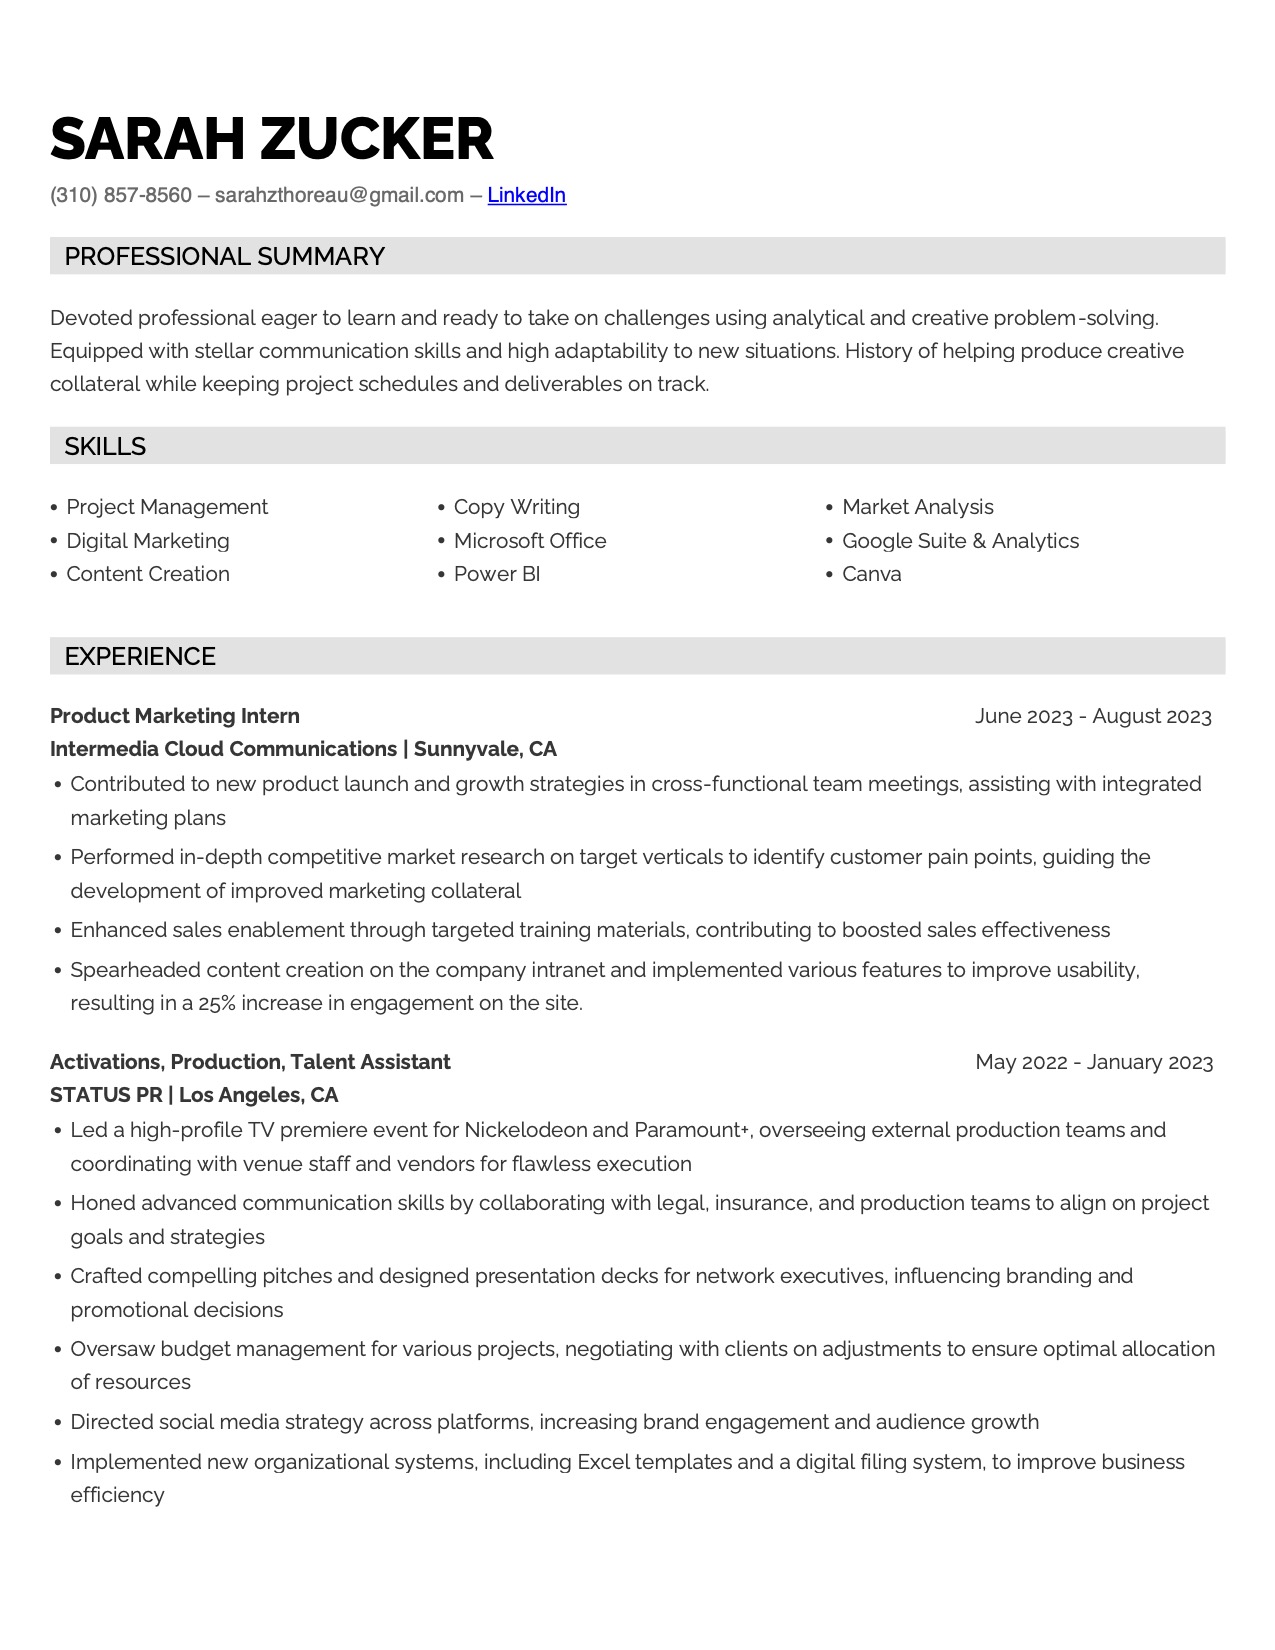 SARAH ZUCKER
(310) 857-8560 – sarahzthoreau@gmail.com – LinkedIn
PROFESSIONAL SUMMARY
Devoted professional eager to learn and ready to take on challenges using analytical and creative problem-solving.
Equipped with stellar communication skills and high adaptability to new situations. History of helping produce creative
collateral while keeping project schedules and deliverables on track.
SKILLS
• Project Management
• Digital Marketing
• Content Creation
• Copy Writing
• Microsoft Office
• Power BI
• Market Analysis
• Google Suite & Analytics
• Canva
EXPERIENCE
Product Marketing Intern June 2023 - August 2023
Intermedia Cloud Communications | Sunnyvale, CA
• Contributed to new product launch and growth strategies in cross-functional team meetings, assisting with integrated
marketing plans
• Performed in-depth competitive market research on target verticals to identify customer pain points, guiding the
development of improved marketing collateral
• Enhanced sales enablement through targeted training materials, contributing to boosted sales effectiveness
• Spearheaded content creation on the company intranet and implemented various features to improve usability,
resulting in a 25% increase in engagement on the site.
Activations, Production, Talent Assistant May 2022 - January 2023
STATUS PR | Los Angeles, CA
• Led a high-profile TV premiere event for Nickelodeon and Paramount+, overseeing external production teams and
coordinating with venue staff and vendors for flawless execution
• Honed advanced communication skills by collaborating with legal, insurance, and production teams to align on project
goals and strategies
• Crafted compelling pitches and designed presentation decks for network executives, influencing branding and
promotional decisions
• Oversaw budget management for various projects, negotiating with clients on adjustments to ensure optimal allocation
of resources
• Directed social media strategy across platforms, increasing brand engagement and audience growth
• Implemented new organizational systems, including Excel templates and a digital filing system, to improve business
efficiency